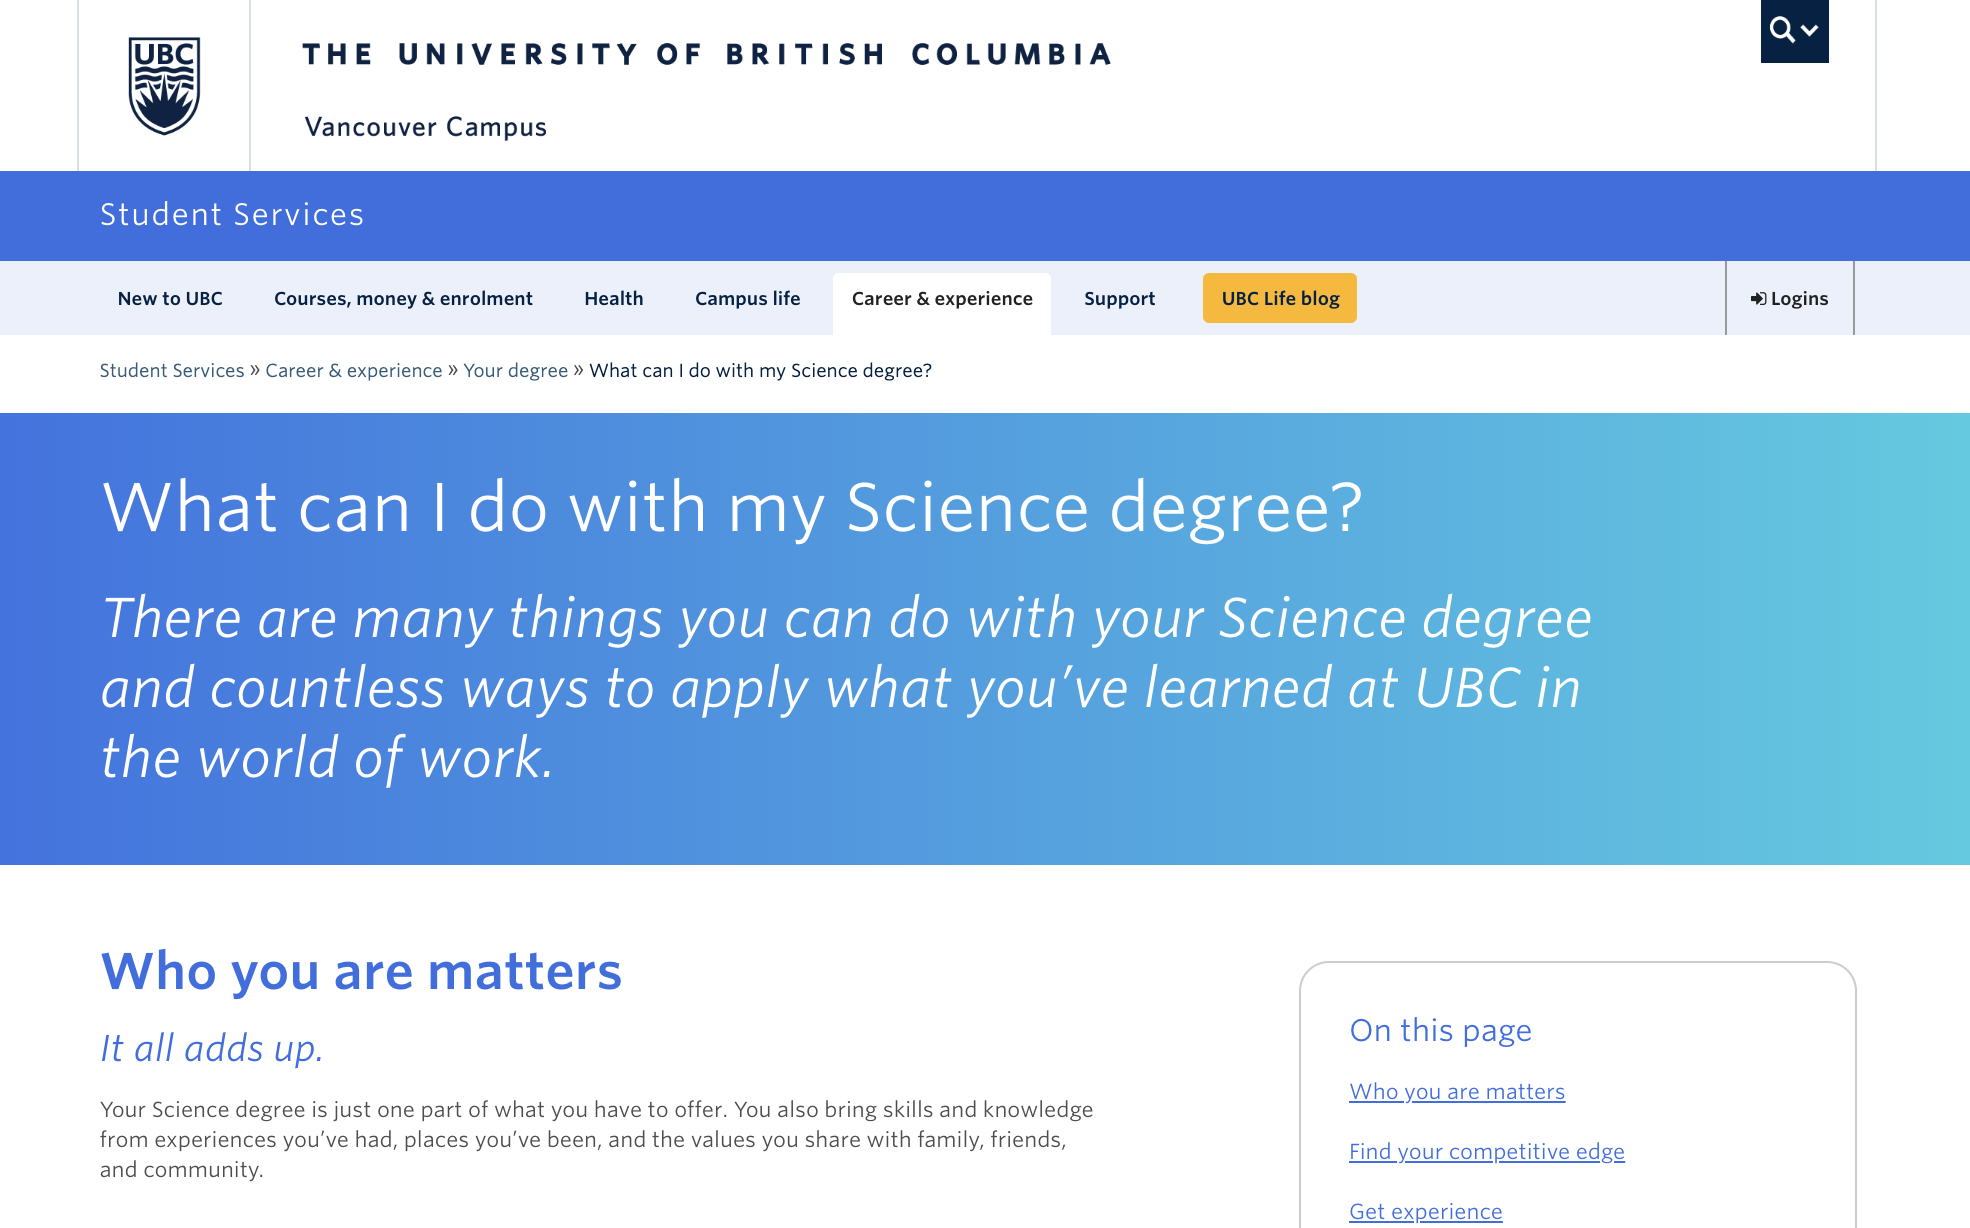 UBC
THE UNIVERSITY OF BRITISH COLUMBIA
Vancouver Campus
Student Services
New to UBC
Courses, money & enrolment
Health
Campus life
Career & experience
Support
UBC Life blog
Logins
Student Services » Career & experience » Your degree » What can I do with my Science degree?
What can I do with my Science degree?
There are many things you can do with your Science degree
and countless ways to apply what you’ve learned at UBC in
the world of work.
Who you are matters
It all adds up.
Your Science degree is just one part of what you have to offer. You also bring skills and knowledge
from experiences you’ve had, places you’ve been, and the values you share with family, friends,
and community.
On this page
Who you are matters
Find your competitive edge
Get experience